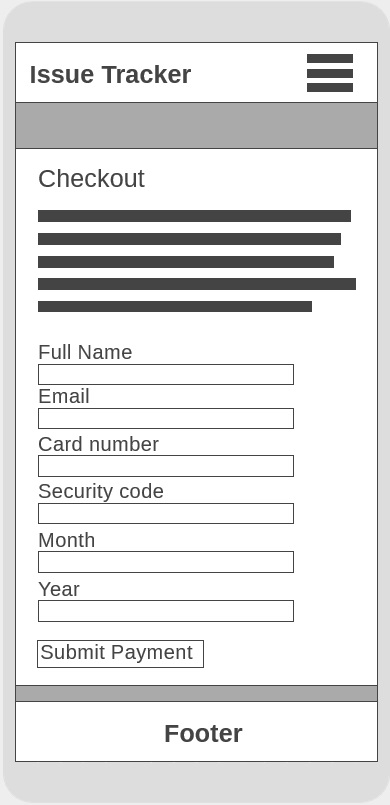 Issue Tracker
Checkout
Full Name
Email
Card number
Security code
Month
Year
Submit Payment
Footer